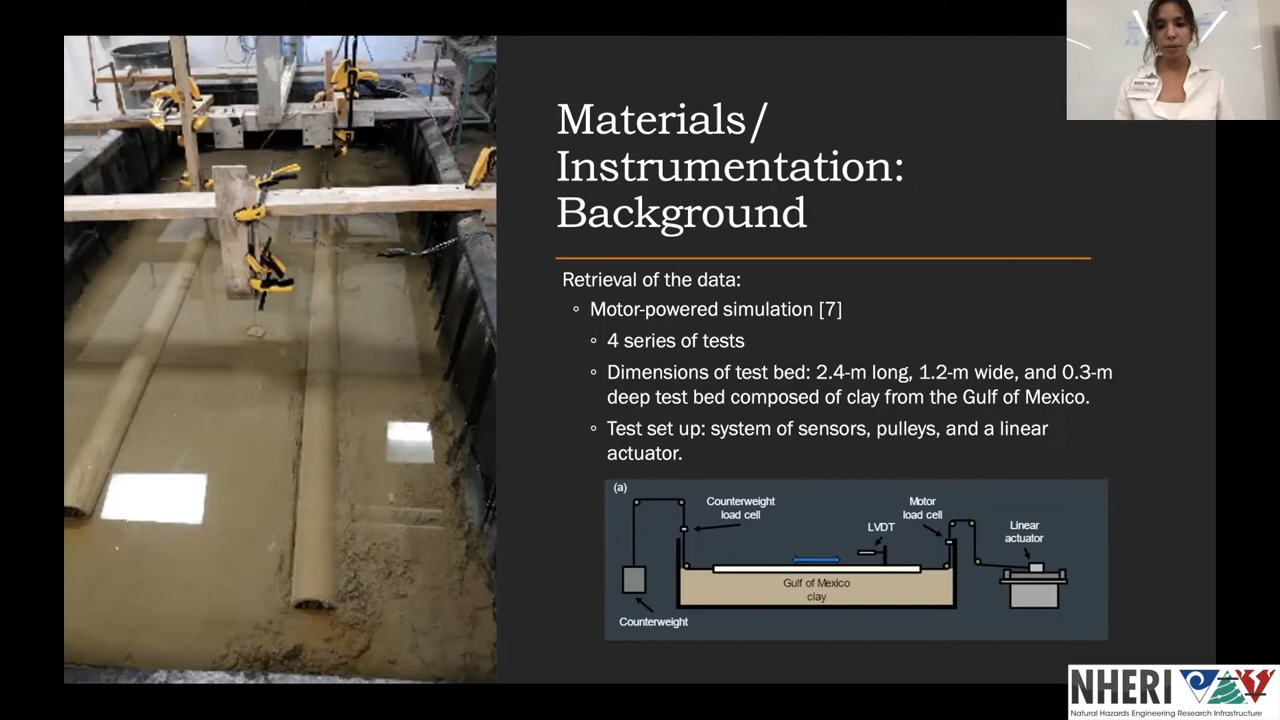 Materials/
Instrumentation:
Background
Retrieval of the data:
Motor-powered simulation [7]
4 series of tests
Dimensions of test bed: 2.4-m long, 1.2-m wide, and 0.3-m
deep test bed composed of clay from the Gulf of Mexico.
Test set up: system of sensors, pulleys, and a linear
actuator.
(a)
Counterweight
load cell
Motor
load cell
LVDT
Linear
actuator
Gulf of Mexico
clay
Counterweight
NHERI
Natural Hazards Engineering Research Infrastructure